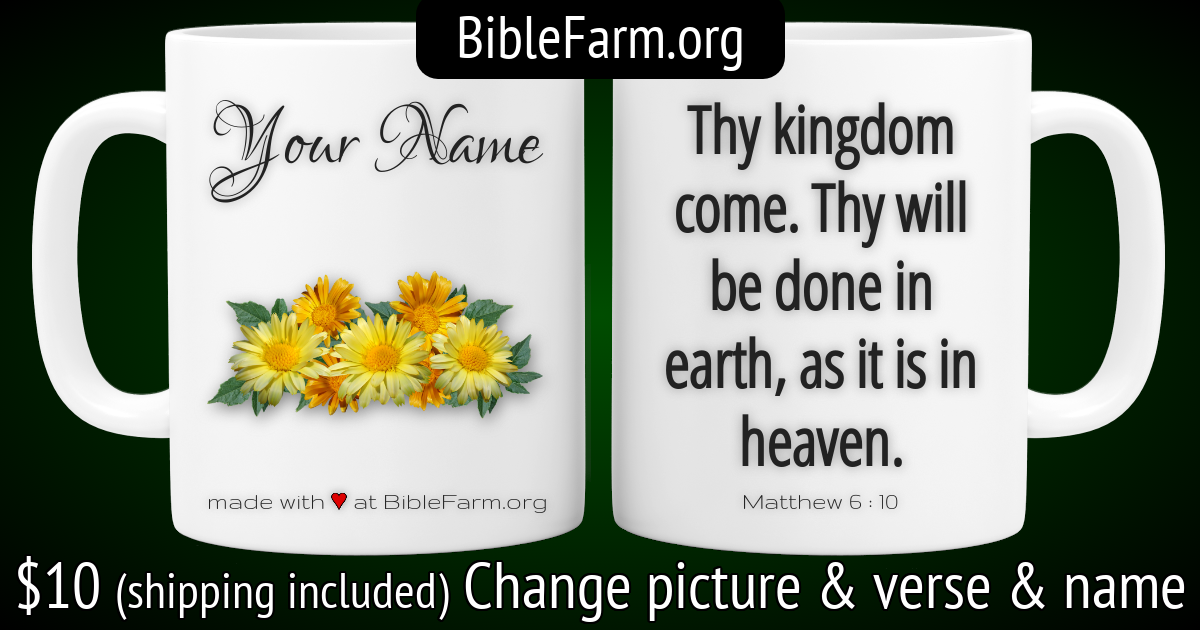 BibleFarm.org
Your Name
made with ♥ at BibleFarm.org
Thy kingdom
come. Thy will
be done in
earth, as it is in
heaven.
Matthew 6 : 10
$10 (shipping included) Change picture & verse & name